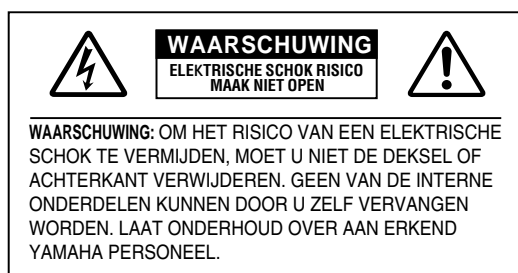 WAARSCHUWING
ELEKTRISCHE SCHOK RISICO
MAAK NIET OPEN
WAARSCHUWING: OM HET RISICO VAN EEN ELEKTRISCHE
SCHOK TE VERMIJDEN, MOET U NIET DE DEKSEL OF
ACHTERKANT VERWIJDEREN. GEEN VAN DE INTERNE
ONDERDELEN KUNNEN DOOR U ZELF VERVANGEN
WORDEN. LAAT ONDERHOUD OVER AAN ERKEND
YAMAHA PERSONEEL.